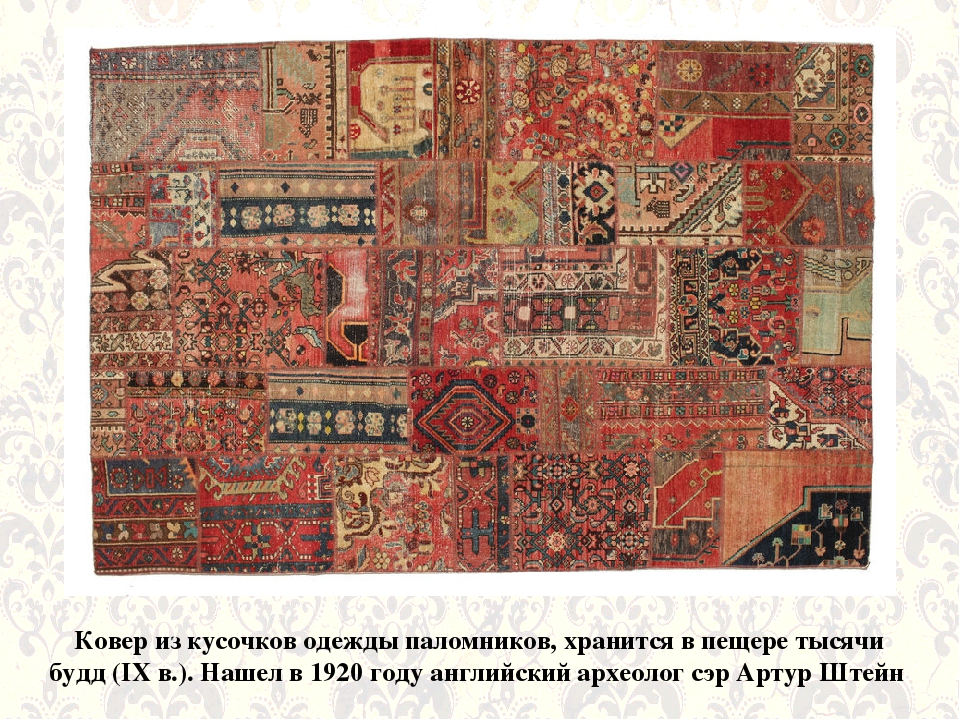 Ковер из кусочков одежды паломников, хранится в пещере тысячи
будд (IX в.). Нашел в 1920 году английский археолог сэр Артур Штейн